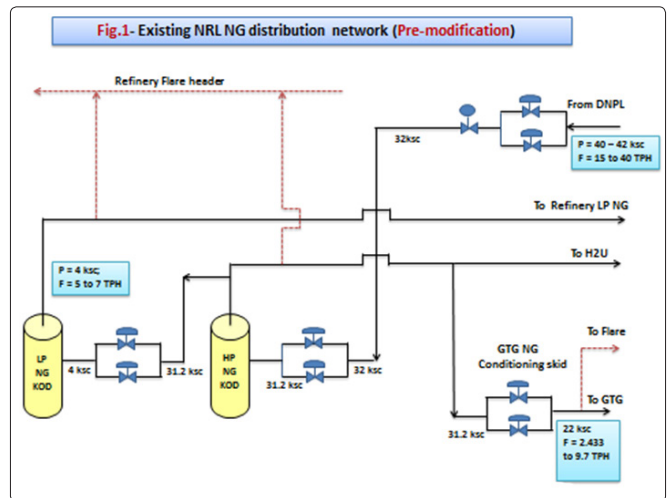 Fig.1- Existing NRL NG distribution network (Pre-modification)
Refinery Flare header
From DNPL
32ksc
P = 40 – 42 ksc
F = 15 to 40 TPH
To Refinery LP NG
To H2U
P = 4 ksc;
F = 5 to 7 TPH
LP
NG
KOD
4 ksc
31.2 ksc
HP
NG
KOD
31.2 ksc
32 ksc
GTG NG
Conditioning skid
To Flare
To GTG
31.2 ksc
22 ksc
F = 2.433
to 9.7 TPH